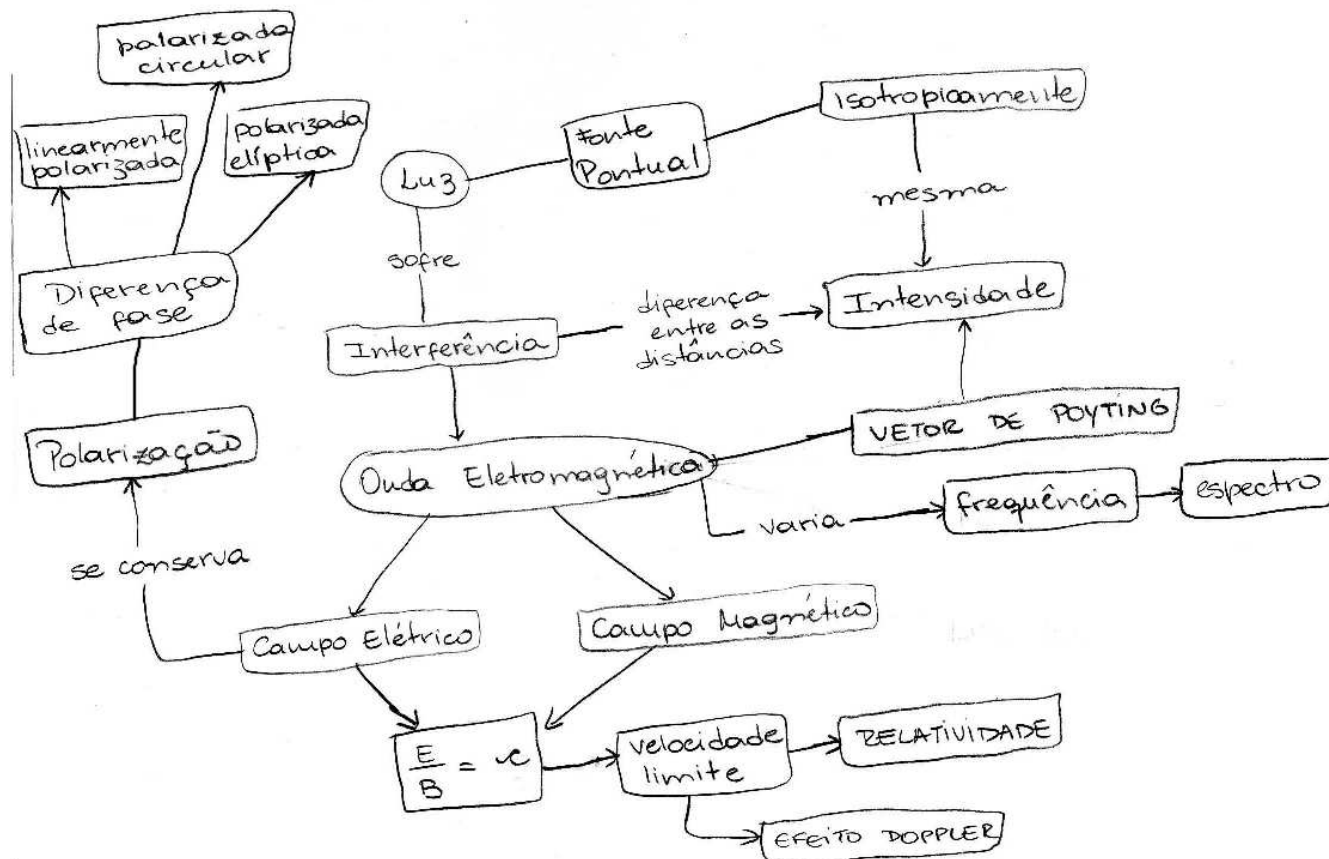 palarizada
circular
linearmente
polarizada
polarizada
elíptica
Luz
Fonte
Pontual
Isotropicamente
mesma
sofre
Diferença
de fase
Interferência
diferença
entre as
distâncias
Intensidade
Polarização
VETOR DE POYTING
Onda Eletromagnética
varia
frequência
espectro
se conserva
Campo Elétrico
Campo Magnético
E
B
= c
velocidade
limite
RELATIVIDADE
EFEITO DOPPLER